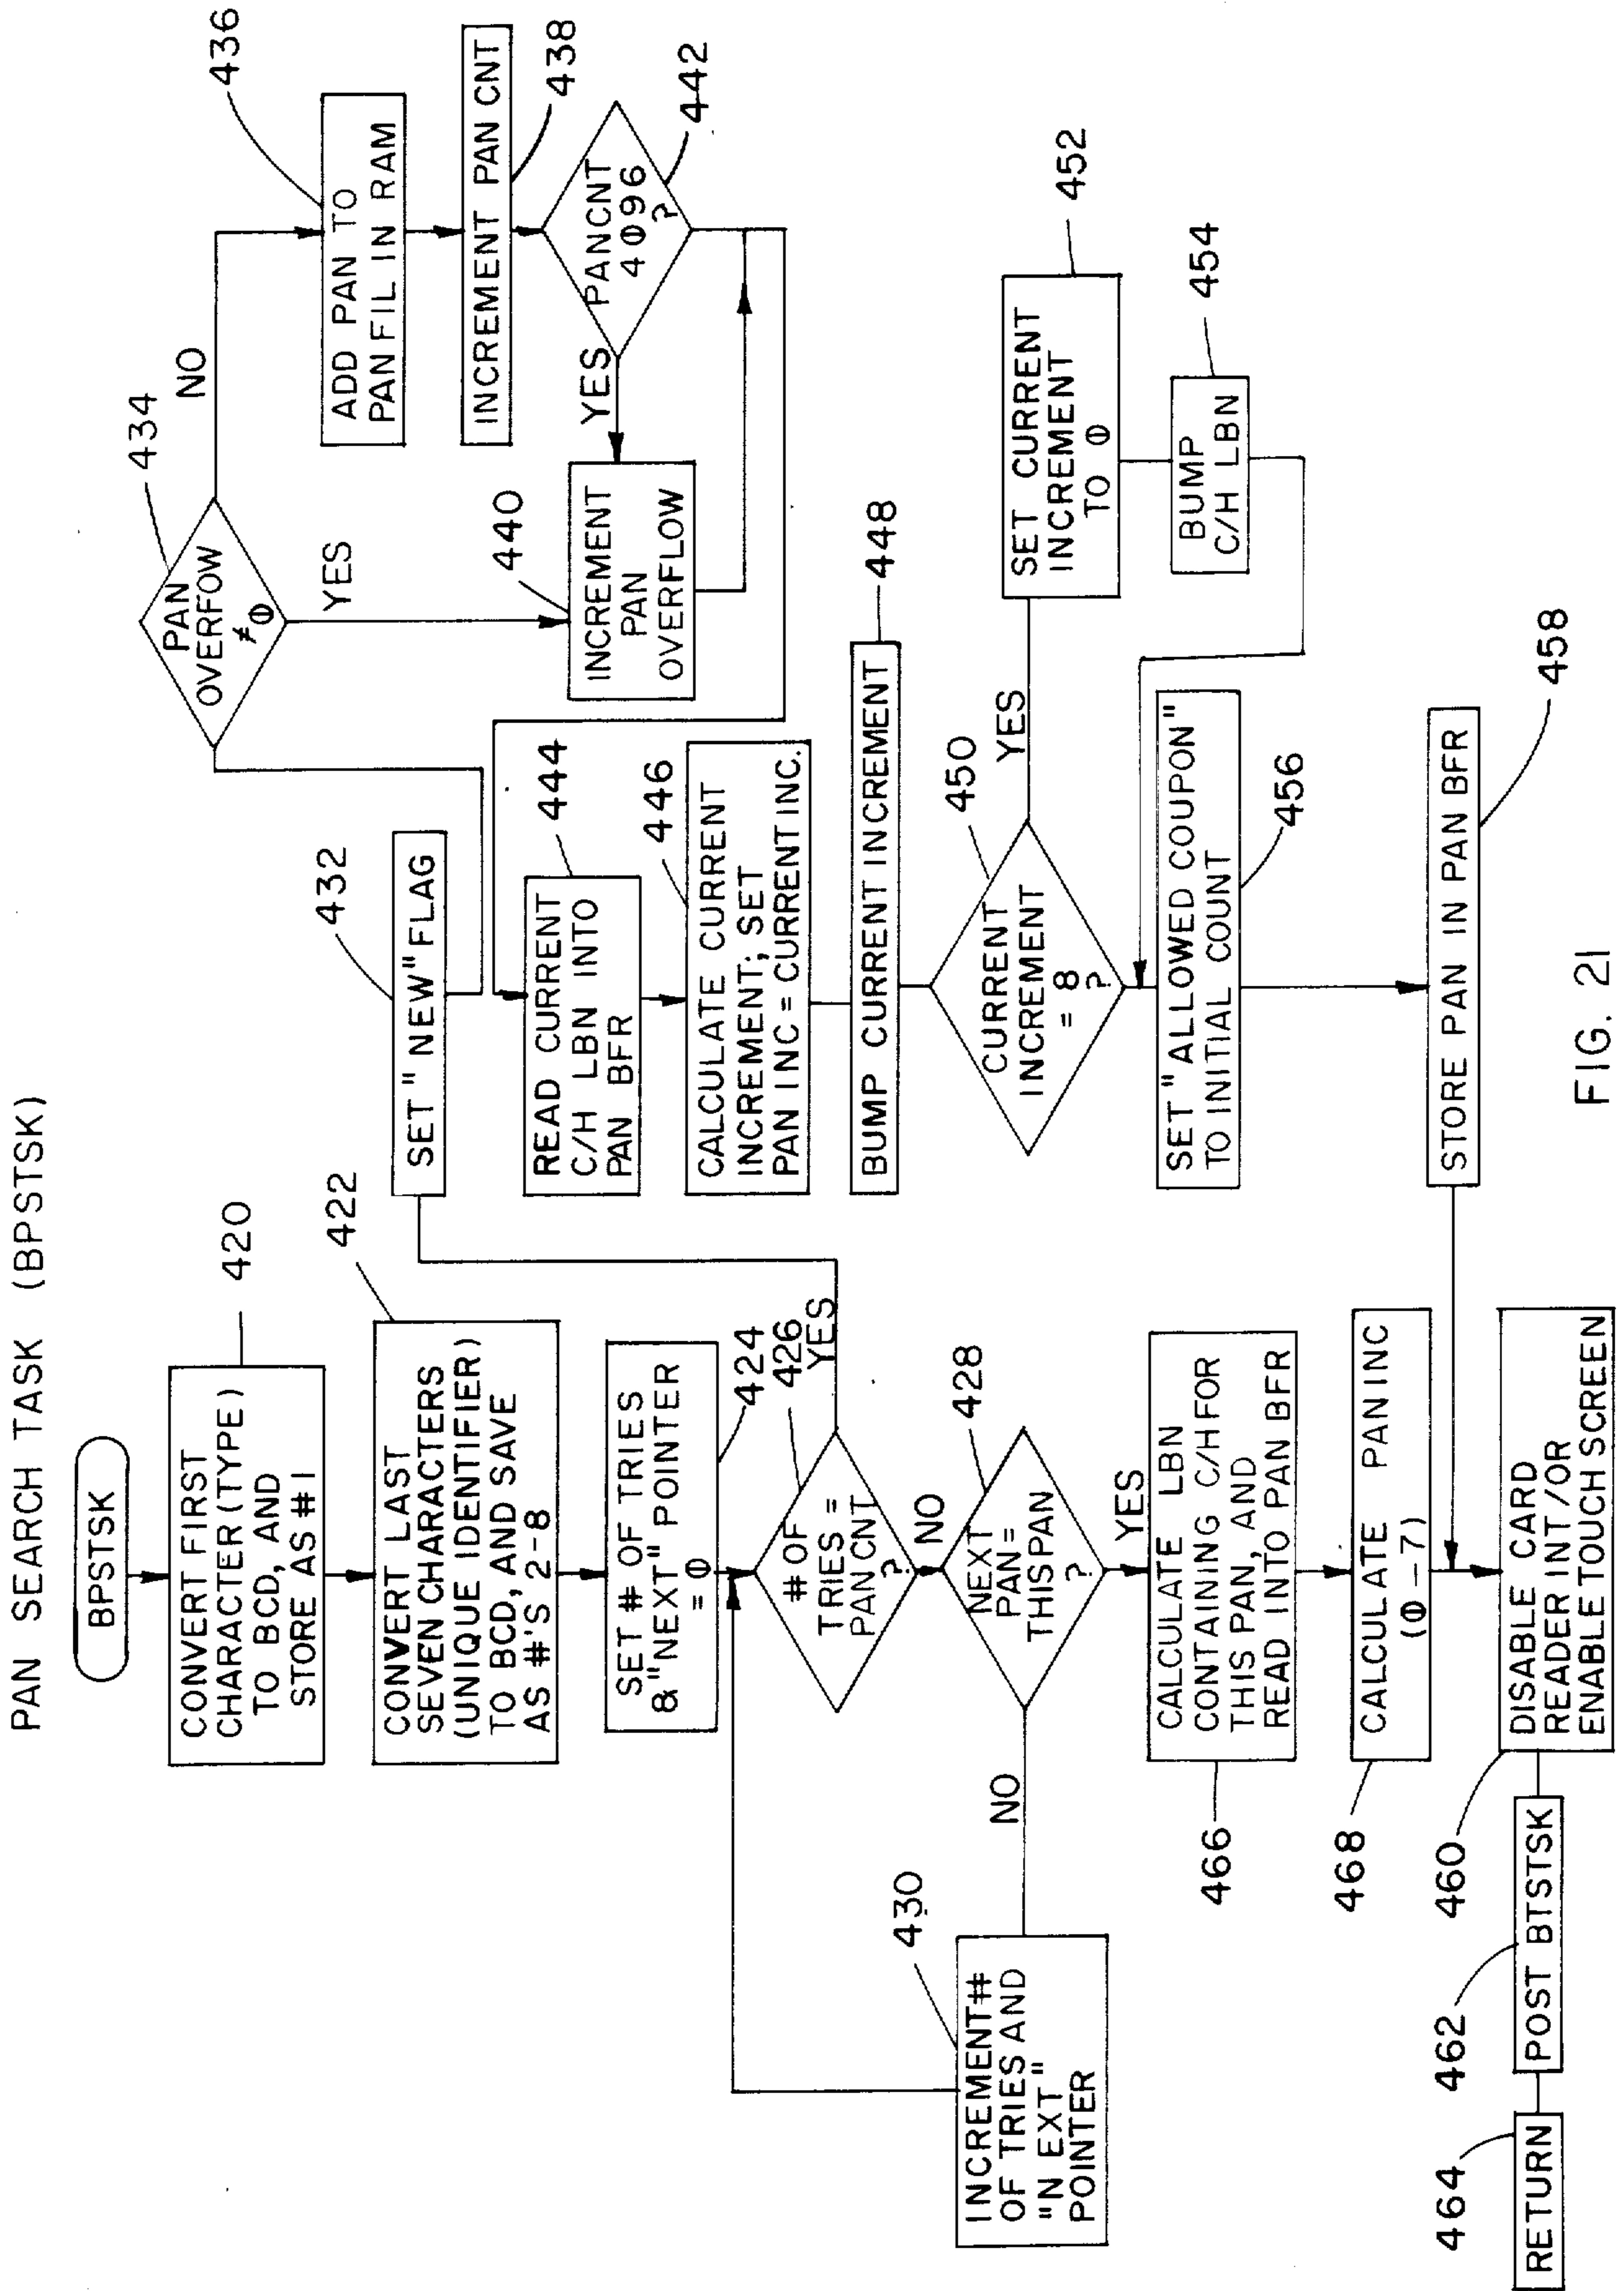 PAN SEARCH TASK (BPSTSK)
BPSTSK
CONVERT FIRST
CHARACTER (TYPE)
TO BCD, AND
STORE AS #1
420
CONVERT LAST
SEVEN CHARACTERS
(UNIQUE IDENTIFIER)
TO BCD, AND SAVE
AS #'S 2-8
422
SET # OF TRIES
& "NEXT" POINTER
= 0
424
# OF
TRIES =
PAN CNT
?
426
YES
NO
NEXT
PAN =
THIS PAN
?
428
NO
YES
INCREMENT #
OF TRIES AND
"N EXT"
POINTER
430
SET "NEW" FLAG
432
PAN
OVERFOW
≠ 0
434
NO
YES
ADD PAN TO
PANFIL IN RAM
436
INCREMENT PAN CNT
438
PANCNT
4096
?
442
YES
INCREMENT
PAN
OVERFLOW
440
READ CURRENT
C/H LBN INTO
PAN BFR
444
CALCULATE CURRENT
INCREMENT; SET
PAN INC = CURRENT INC.
446
BUMP CURRENT INCREMENT
448
CURRENT
INCREMENT
= 8
?
450
YES
SET CURRENT
INCREMENT
TO 0
452
BUMP
C/H LBN
454
SET "ALLOWED COUPON"
TO INITIAL COUNT
456
STORE PAN IN PAN BFR
458
CALCULATE LBN
CONTAINING C/H FOR
THIS PAN, AND
READ INTO PAN BFR
466
CALCULATE PAN INC
(0-7)
468
DISABLE CARD
READER INT/OR
ENABLE TOUCH SCREEN
460
POST BTSTSK
462
RETURN
464
FIG. 21